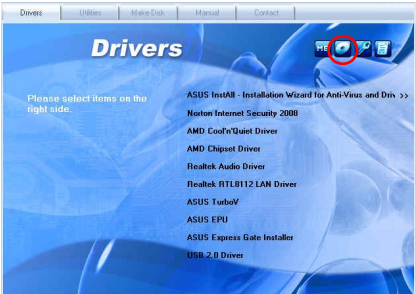 Drivers Utilities Make Disk Manual Contact
Drivers
ME
Please select items on the
right side.
ASUS InstAll - Installation Wizard for Anti-Virus and Driv >>
Norton Internet Security 2008
AMD Cool'n'Quiet Driver
AMD Chipset Driver
Realtek Audio Driver
Realtek RTL8112 LAN Driver
ASUS TurboV
ASUS EPU
ASUS Express Gate Installer
USB 2.0 Driver